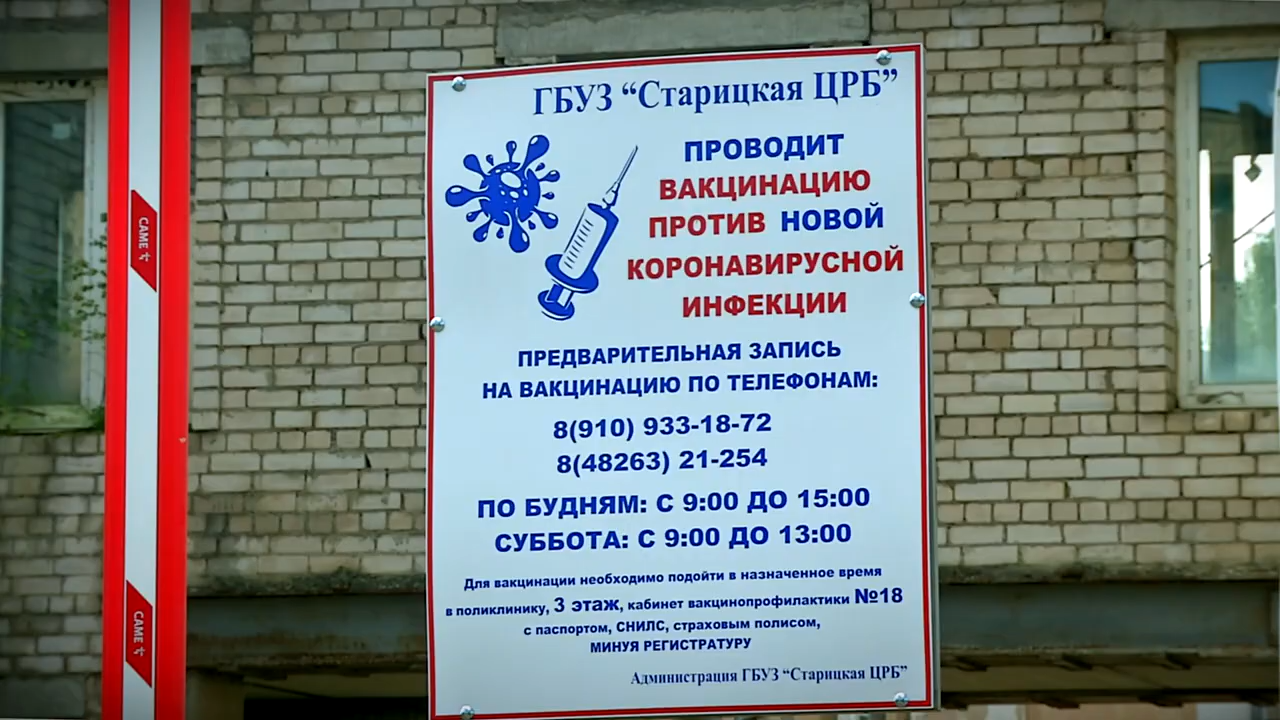 ГБУЗ “Старицкая ЦРБ”
ПРОВОДИТ
ВАКЦИНАЦИЮ
ПРОТИВ НОВОЙ
КОРОНАВИРУСНОЙ
ИНФЕКЦИИ
ПРЕДВАРИТЕЛЬНАЯ ЗАПИСЬ
НА ВАКЦИНАЦИЮ ПО ТЕЛЕФОНАМ:
8(910) 933-18-72
8(48263) 21-254
ПО БУДНЯМ: С 9:00 ДО 15:00
СУББОТА: С 9:00 ДО 13:00
Для вакцинации необходимо подойти в назначенное время
в поликлинику, 3 этаж, кабинет вакцинопрофилактики №18
с паспортом, СНИЛС, страховым полисом,
МИНУЯ РЕГИСТРАТУРУ
Администрация ГБУЗ “Старицкая ЦРБ”
CAME
CAME